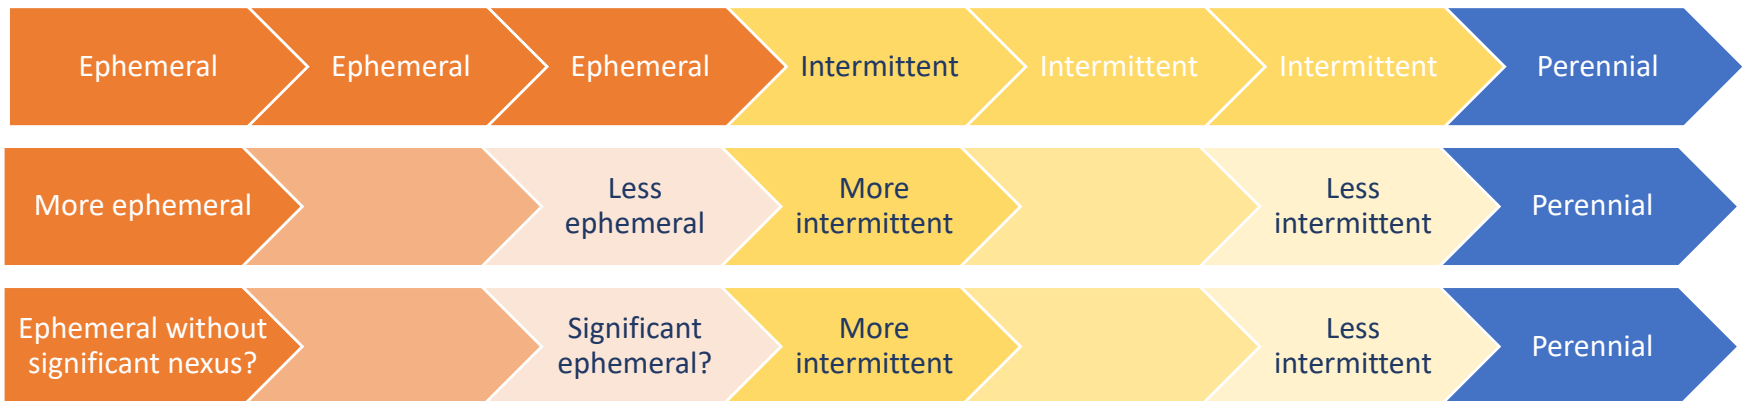 Ephemeral Ephemeral Ephemeral Intermittent Intermittent Intermittent Perennial
More ephemeral
Less
ephemeral
More
intermittent
Less
intermittent
Perennial
Ephemeral without
significant nexus?
Significant
ephemeral?
More
intermittent
Less
intermittent
Perennial